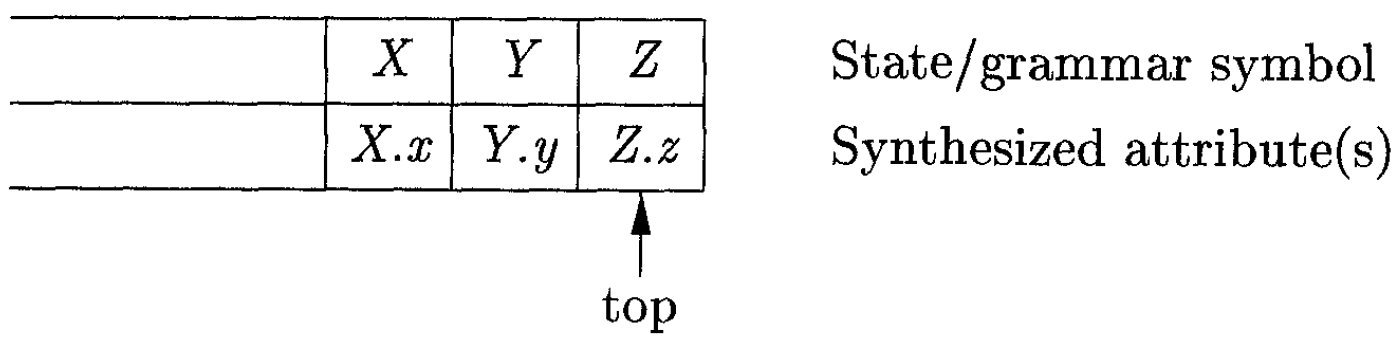 X Y Z State/grammar symbol
X.x Y.y Z.z Synthesized attribute(s)
top